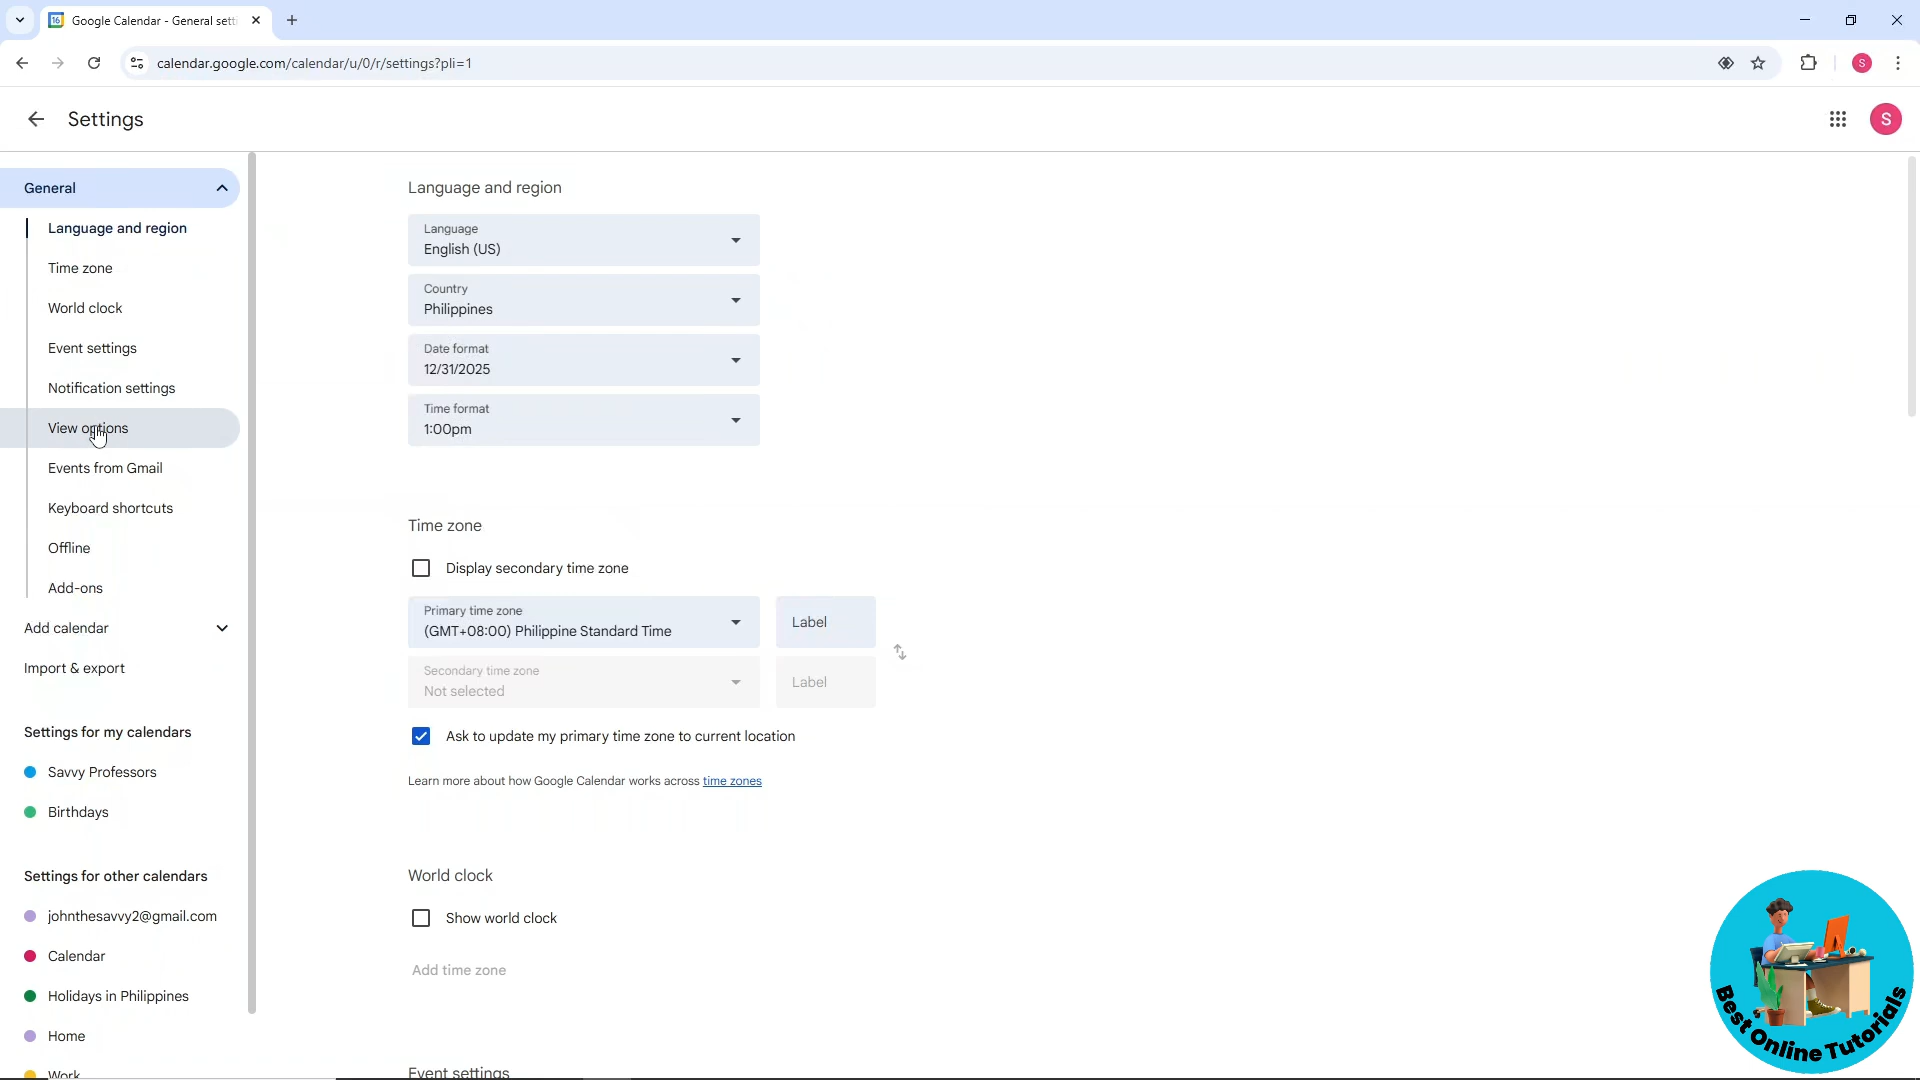 Google Calendar - General setti
calendar.google.com/calendar/u/0/r/settings?pli=1
S
Settings
S
General
Language and region
Time zone
World clock
Event settings
Notification settings
View options
Events from Gmail
Keyboard shortcuts
Offline
Add-ons
Add calendar
Import & export
Settings for my calendars
Savvy Professors
Birthdays
Settings for other calendars
johnthesavvy2@gmail.com
Calendar
Holidays in Philippines
Home
Work
Language and region
Language
English (US)
Country
Philippines
Date format
12/31/2025
Time format
1:00pm
Time zone
Display secondary time zone
Primary time zone
(GMT+08:00) Philippine Standard Time
Label
Secondary time zone
Not selected
Label
Ask to update my primary time zone to current location
Learn more about how Google Calendar works across time zones
World clock
Show world clock
Add time zone
Event settings
Best Online Tutorials